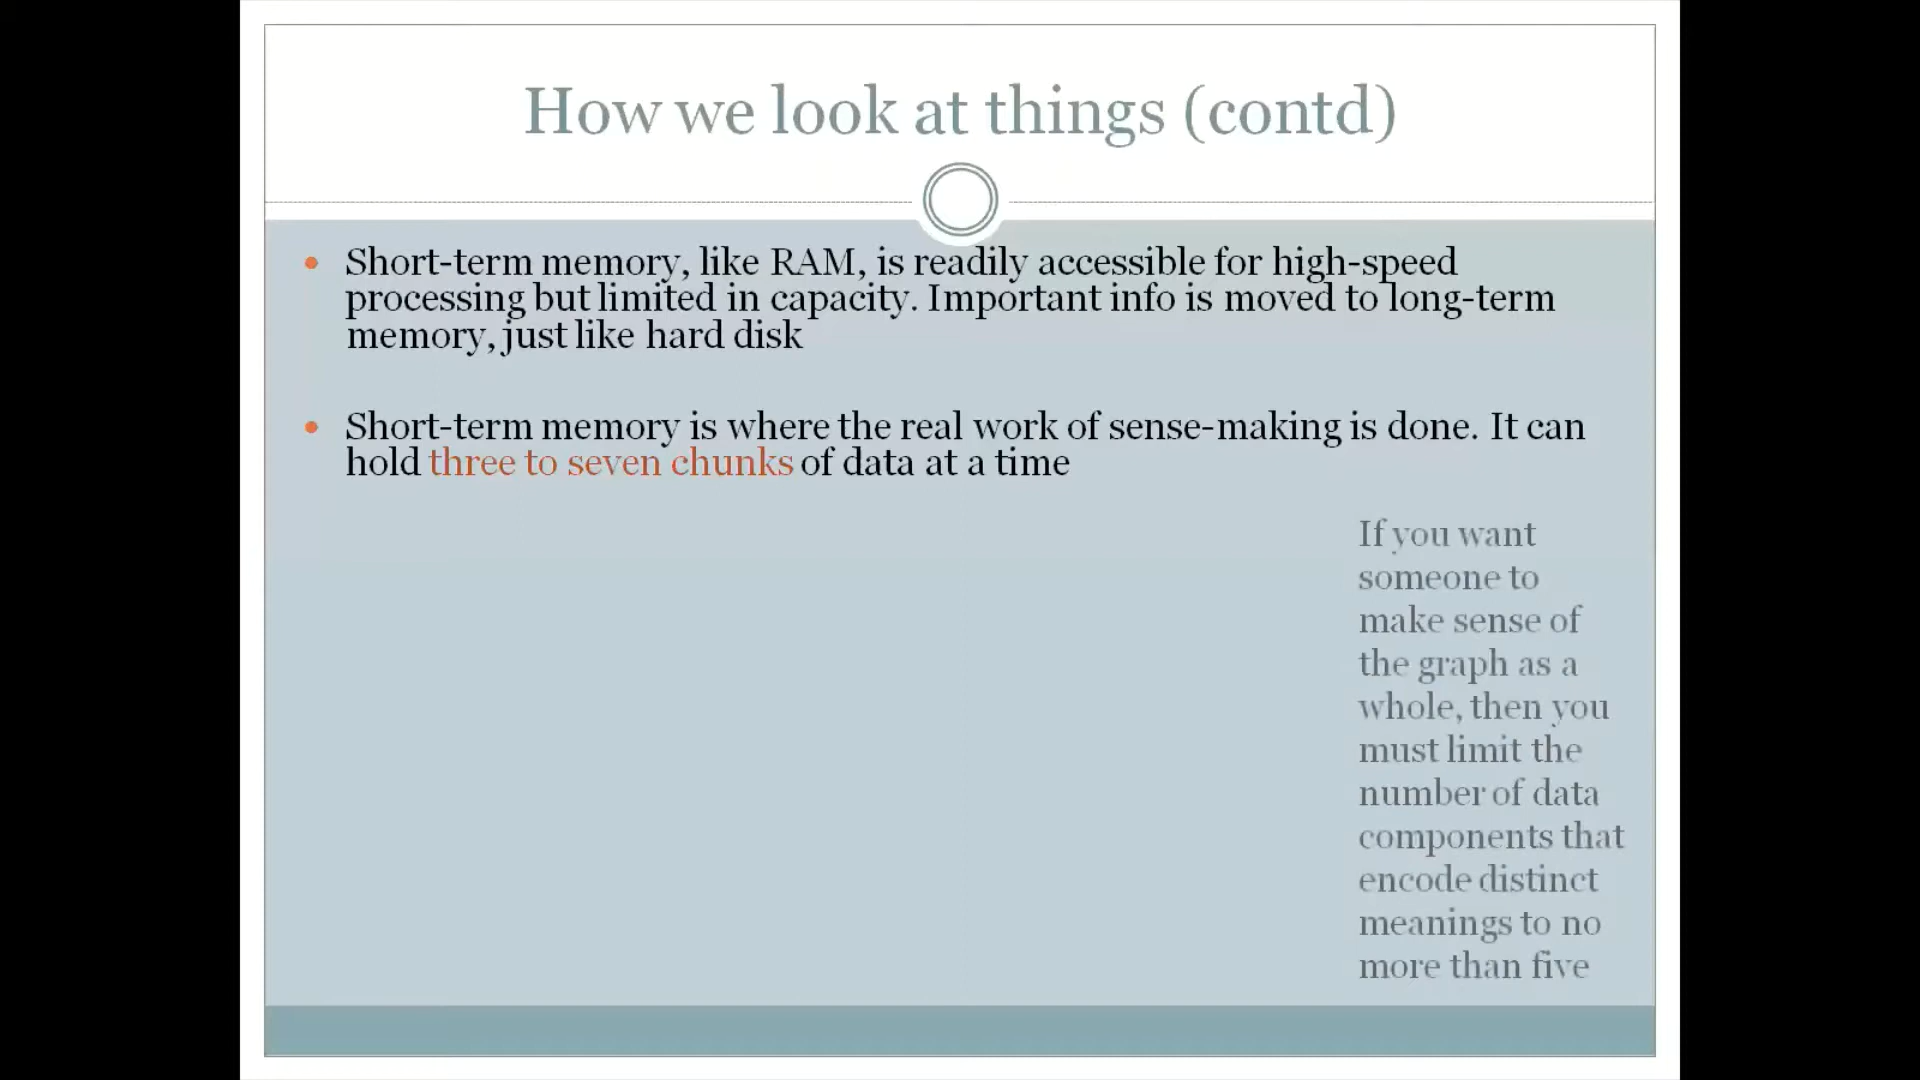 How we look at things (contd)
Short-term memory, like RAM, is readily accessible for high-speed
processing but limited in capacity. Important info is moved to long-term
memory, just like hard disk
Short-term memory is where the real work of sense-making is done. It can
hold three to seven chunks of data at a time
If you want
someone to
make sense of
the graph as a
whole, then you
must limit the
number of data
components that
encode distinct
meanings to no
more than five